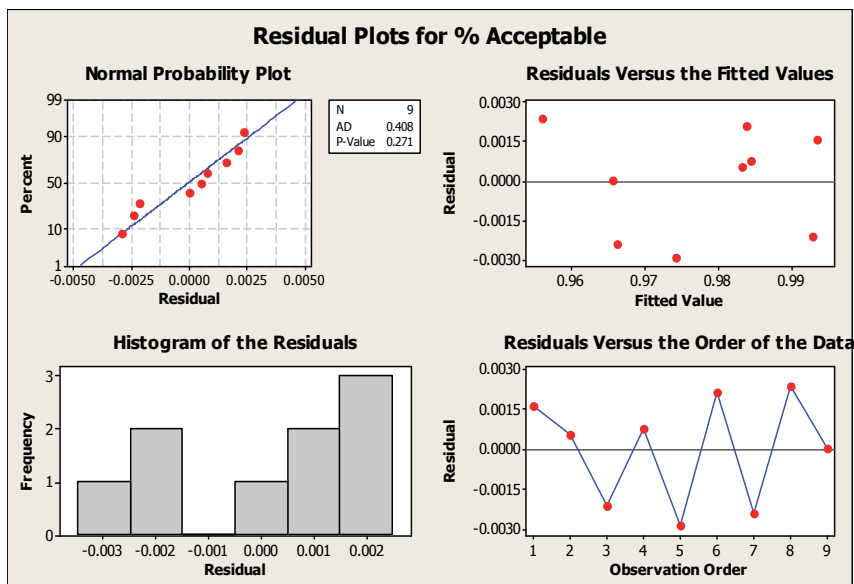 Residual Plots for % Acceptable
Normal Probability Plot
99
90
50
10
1
Percent
-0.0050 -0.0025 0.0000 0.0025 0.0050
Residual
N 9
AD 0.408
P-Value 0.271
Residuals Versus the Fitted Values
0.0030
0.0015
0.0000
-0.0015
-0.0030
Residual
0.96 0.97 0.98 0.99
Fitted Value
Histogram of the Residuals
3
2
1
0
Frequency
-0.003 -0.002 -0.001 0.000 0.001 0.002
Residual
Residuals Versus the Order of the Data
0.0030
0.0015
0.0000
-0.0015
-0.0030
Residual
1 2 3 4 5 6 7 8 9
Observation Order